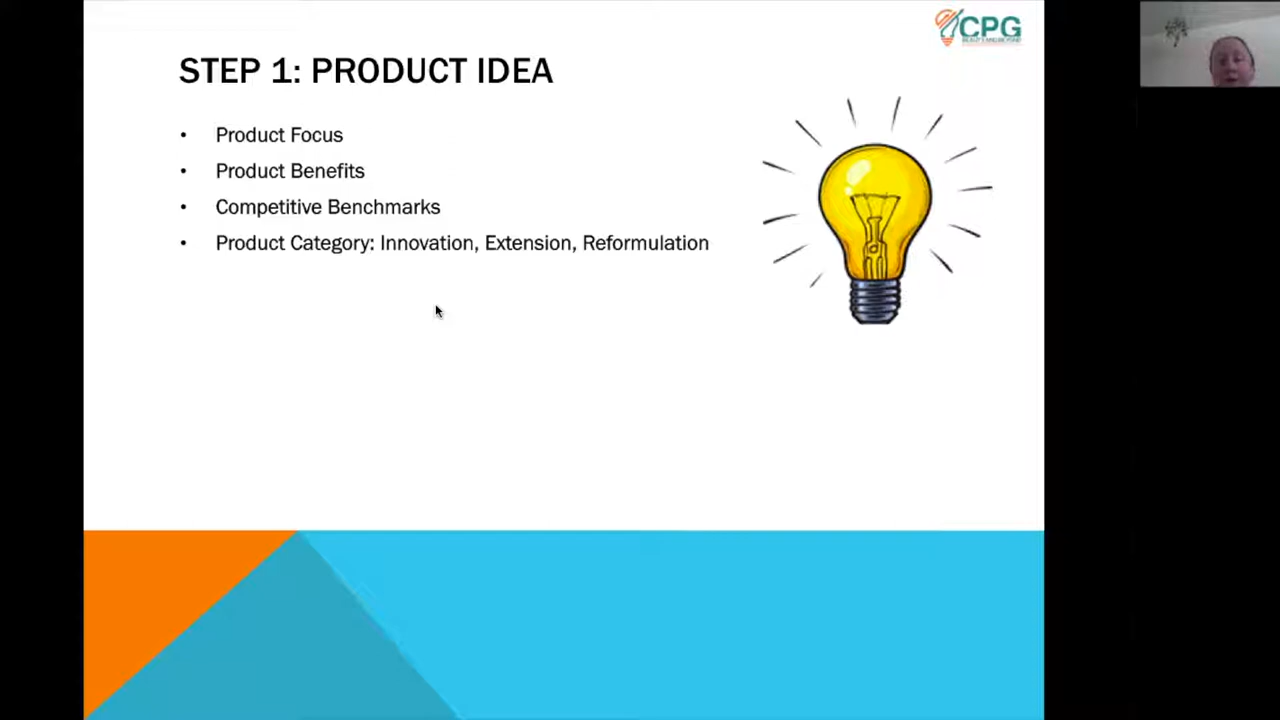 CPG
STEP 1: PRODUCT IDEA
• Product Focus
• Product Benefits
• Competitive Benchmarks
• Product Category: Innovation, Extension, Reformulation